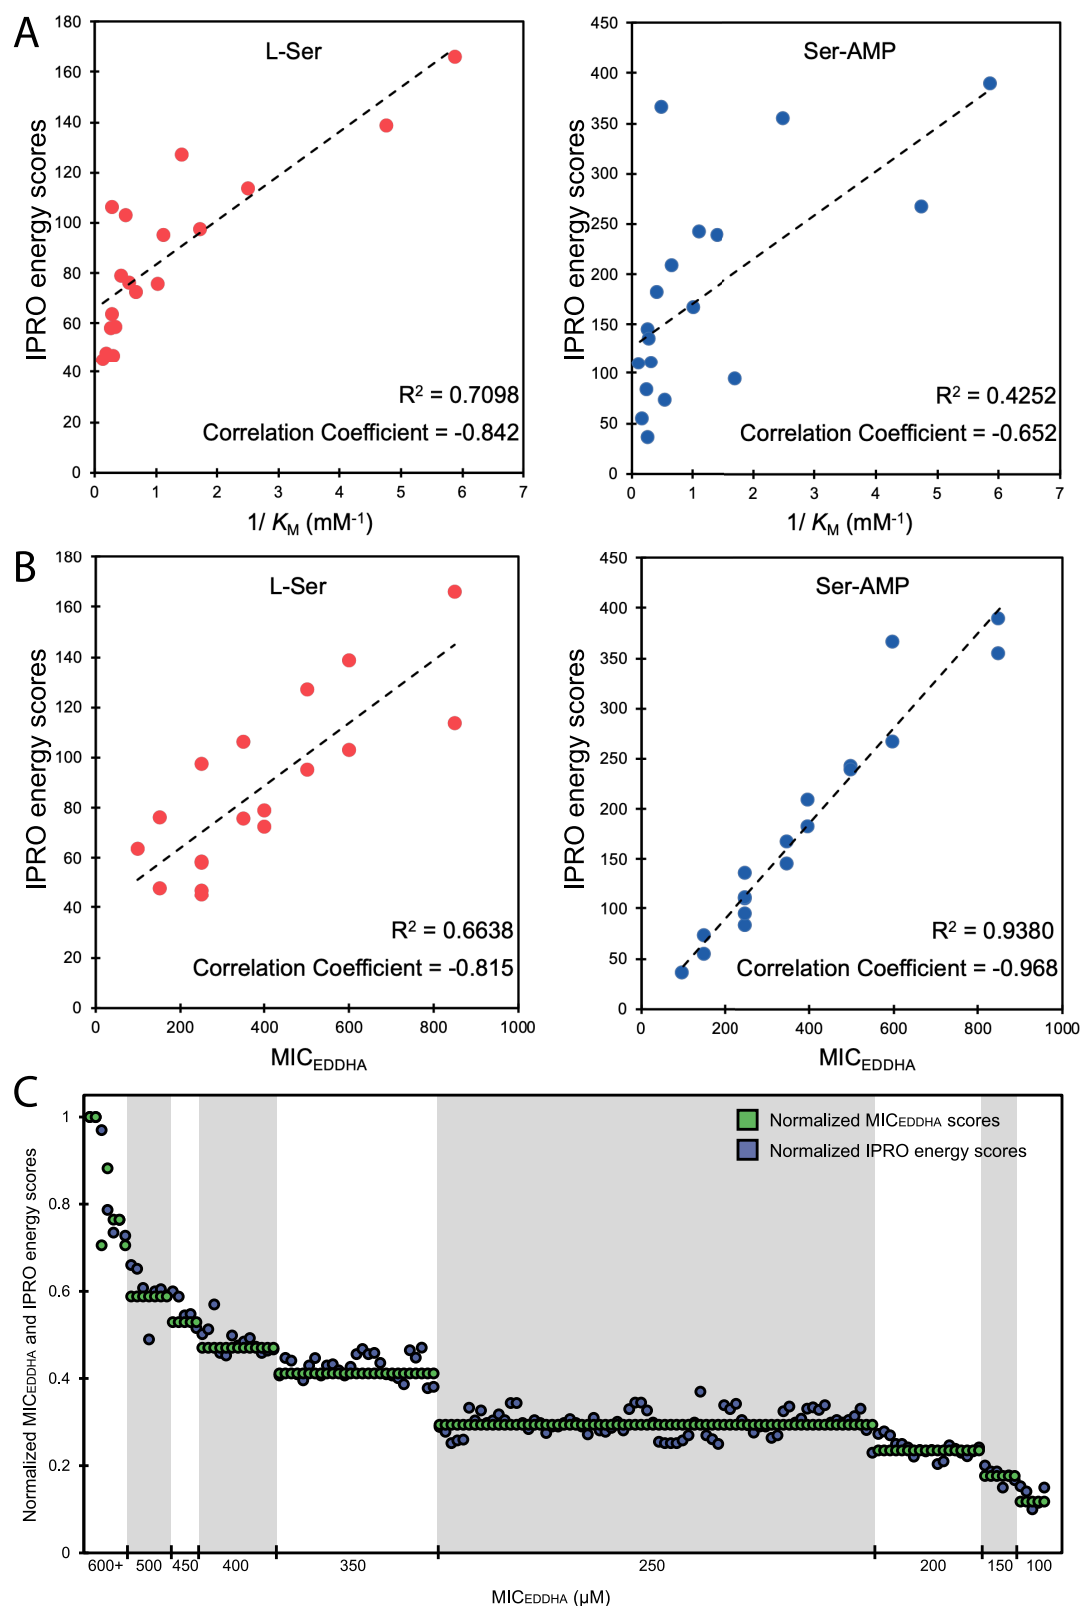 A
L-Ser
IPRO energy scores
180
160
140
120
100
80
60
40
20
0
0 1 2 3 4 5 6 7
1/ KM (mM-1)
R2 = 0.7098
Correlation Coefficient = -0.842
Ser-AMP
IPRO energy scores
450
400
350
300
250
200
150
100
50
0
0 1 2 3 4 5 6 7
1/ KM (mM-1)
R2 = 0.4252
Correlation Coefficient = -0.652
B
L-Ser
IPRO energy scores
180
160
140
120
100
80
60
40
20
0
0 200 400 600 800 1000
MICEDDHA
R2 = 0.6638
Correlation Coefficient = -0.815
Ser-AMP
IPRO energy scores
450
400
350
300
250
200
150
100
50
0
0 200 400 600 800 1000
MICEDDHA
R2 = 0.9380
Correlation Coefficient = -0.968
C
Normalized MICEDDHA and IPRO energy scores
1
0.8
0.6
0.4
0.2
0
Normalized MICEDDHA scores
Normalized IPRO energy scores
600+ 500 450 400 350 250 200 150 100
MICEDDHA (µM)